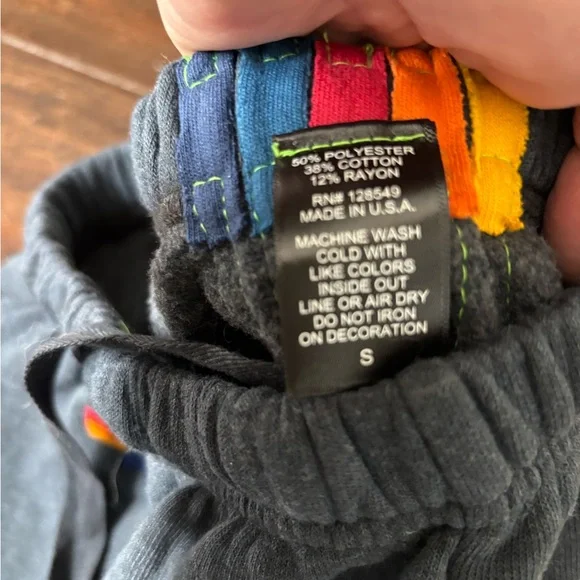 50% POLYESTER
38% COTTON
12% RAYON
RN# 128549
MADE IN U.S.A.
MACHINE WASH
COLD WITH
LIKE COLORS
INSIDE OUT
LINE OR AIR DRY
DO NOT IRON
ON DECORATION
S